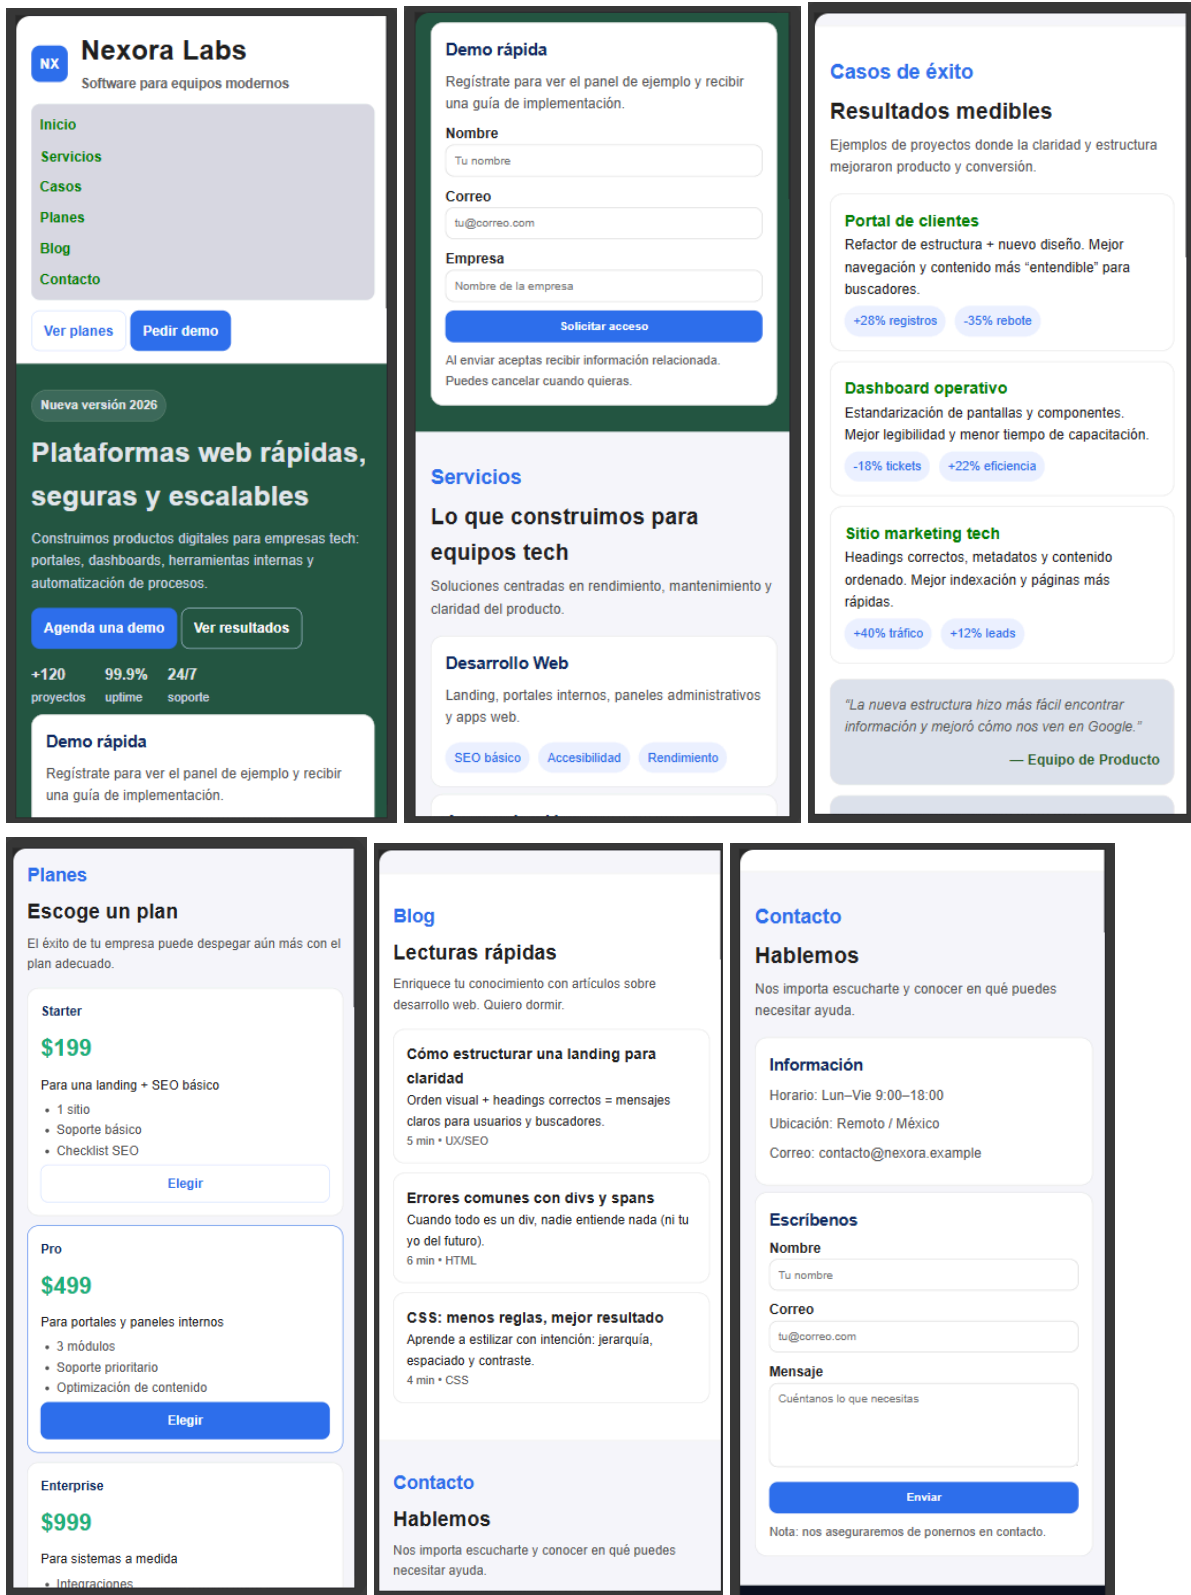 NX
Nexora Labs
Software para equipos modernos
Inicio
Servicios
Casos
Planes
Blog
Contacto
Ver planes
Pedir demo
Nueva versión 2026
Plataformas web rápidas,
seguras y escalables
Construimos productos digitales para empresas tech:
portales, dashboards, herramientas internas y
automatización de procesos.
Agenda una demo
Ver resultados
+120
99.9%
24/7
proyectos
uptime
soporte
Demo rápida
Regístrate para ver el panel de ejemplo y recibir
una guía de implementación.
Demo rápida
Regístrate para ver el panel de ejemplo y recibir
una guía de implementación.
Nombre
Tu nombre
Correo
tu@correo.com
Empresa
Nombre de la empresa
Solicitar acceso
Al enviar aceptas recibir información relacionada.
Puedes cancelar cuando quieras.
Servicios
Lo que construimos para
equipos tech
Soluciones centradas en rendimiento, mantenimiento y
claridad del producto.
Desarrollo Web
Landing, portales internos, paneles administrativos
y apps web.
SEO básico
Accesibilidad
Rendimiento
Casos de éxito
Resultados medibles
Ejemplos de proyectos donde la claridad y estructura
mejoraron producto y conversión.
Portal de clientes
Refactor de estructura + nuevo diseño. Mejor
navegación y contenido más “entendible” para
buscadores.
+28% registros
-35% rebote
Dashboard operativo
Estandarización de pantallas y componentes.
Mejor legibilidad y menor tiempo de capacitación.
-18% tickets
+22% eficiencia
Sitio marketing tech
Headings correctos, metadatos y contenido
ordenado. Mejor indexación y páginas más
rápidas.
+40% tráfico
+12% leads
“La nueva estructura hizo más fácil encontrar
información y mejoró cómo nos ven en Google.”
— Equipo de Producto
Planes
Escoge un plan
El éxito de tu empresa puede despegar aún más con el
plan adecuado.
Starter
$199
Para una landing + SEO básico
• 1 sitio
• Soporte básico
• Checklist SEO
Elegir
Pro
$499
Para portales y paneles internos
• 3 módulos
• Soporte prioritario
• Optimización de contenido
Elegir
Enterprise
$999
Para sistemas a medida
• Integraciones
Blog
Lecturas rápidas
Enriquece tu conocimiento con artículos sobre
desarrollo web. Quiero dormir.
Cómo estructurar una landing para
claridad
Orden visual + headings correctos = mensajes
claros para usuarios y buscadores.
5 min • UX/SEO
Errores comunes con divs y spans
Cuando todo es un div, nadie entiende nada (ni tu
yo del futuro).
6 min • HTML
CSS: menos reglas, mejor resultado
Aprende a estilizar con intención: jerarquía,
espaciado y contraste.
4 min • CSS
Contacto
Hablemos
Nos importa escucharte y conocer en qué puedes
necesitar ayuda.
Contacto
Hablemos
Nos importa escucharte y conocer en qué puedes
necesitar ayuda.
Información
Horario: Lun–Vie 9:00–18:00
Ubicación: Remoto / México
Correo: contacto@nexora.example
Escríbenos
Nombre
Tu nombre
Correo
tu@correo.com
Mensaje
Cuéntanos lo que necesitas
Enviar
Nota: nos aseguraremos de ponernos en contacto.